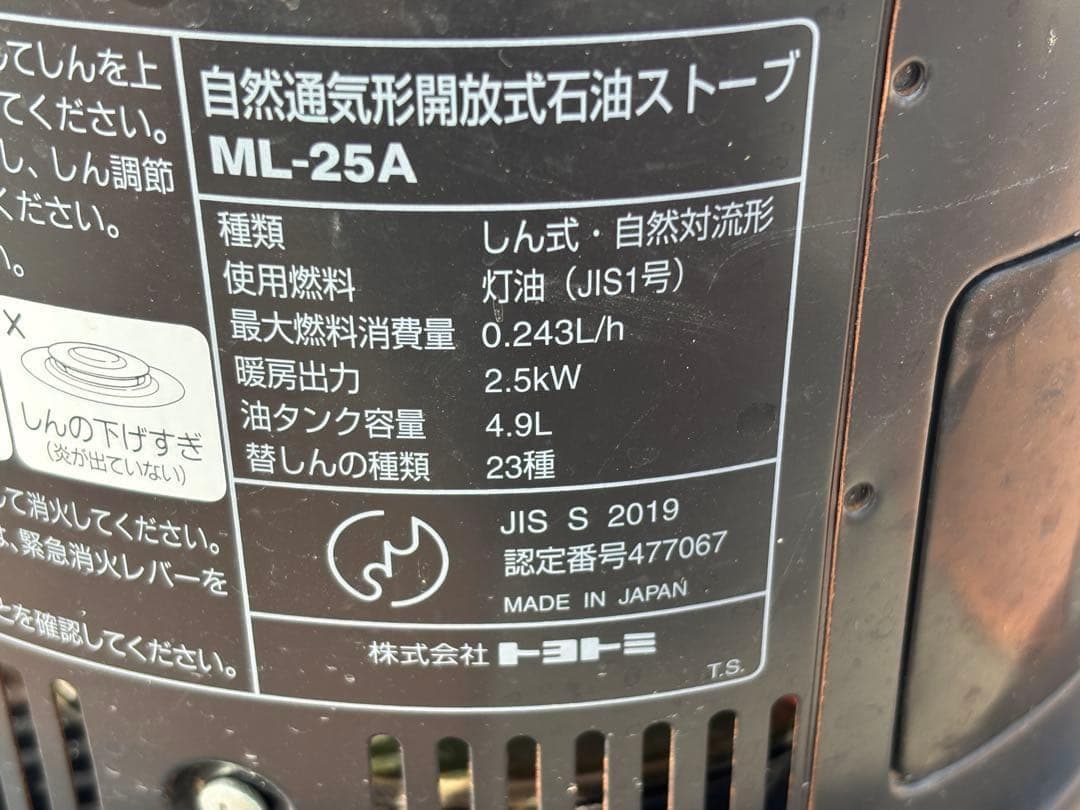 てしんを上
てください。
し、しん調節
ください。
い。
×
しんの下げすぎ
(炎が出ていない)
して消火してください。
は、緊急消火レバーを
とを確認してください。
自然通気形開放式石油ストーブ
ML-25A
種類 しん式・自然対流形
使用燃料 灯油(JIS1号)
最大燃料消費量 0.243L/h
暖房出力 2.5kW
油タンク容量 4.9L
替しんの種類 23種
JIS S 2019
認定番号477067
MADE IN JAPAN
株式会社 トヨトミ
T.S.